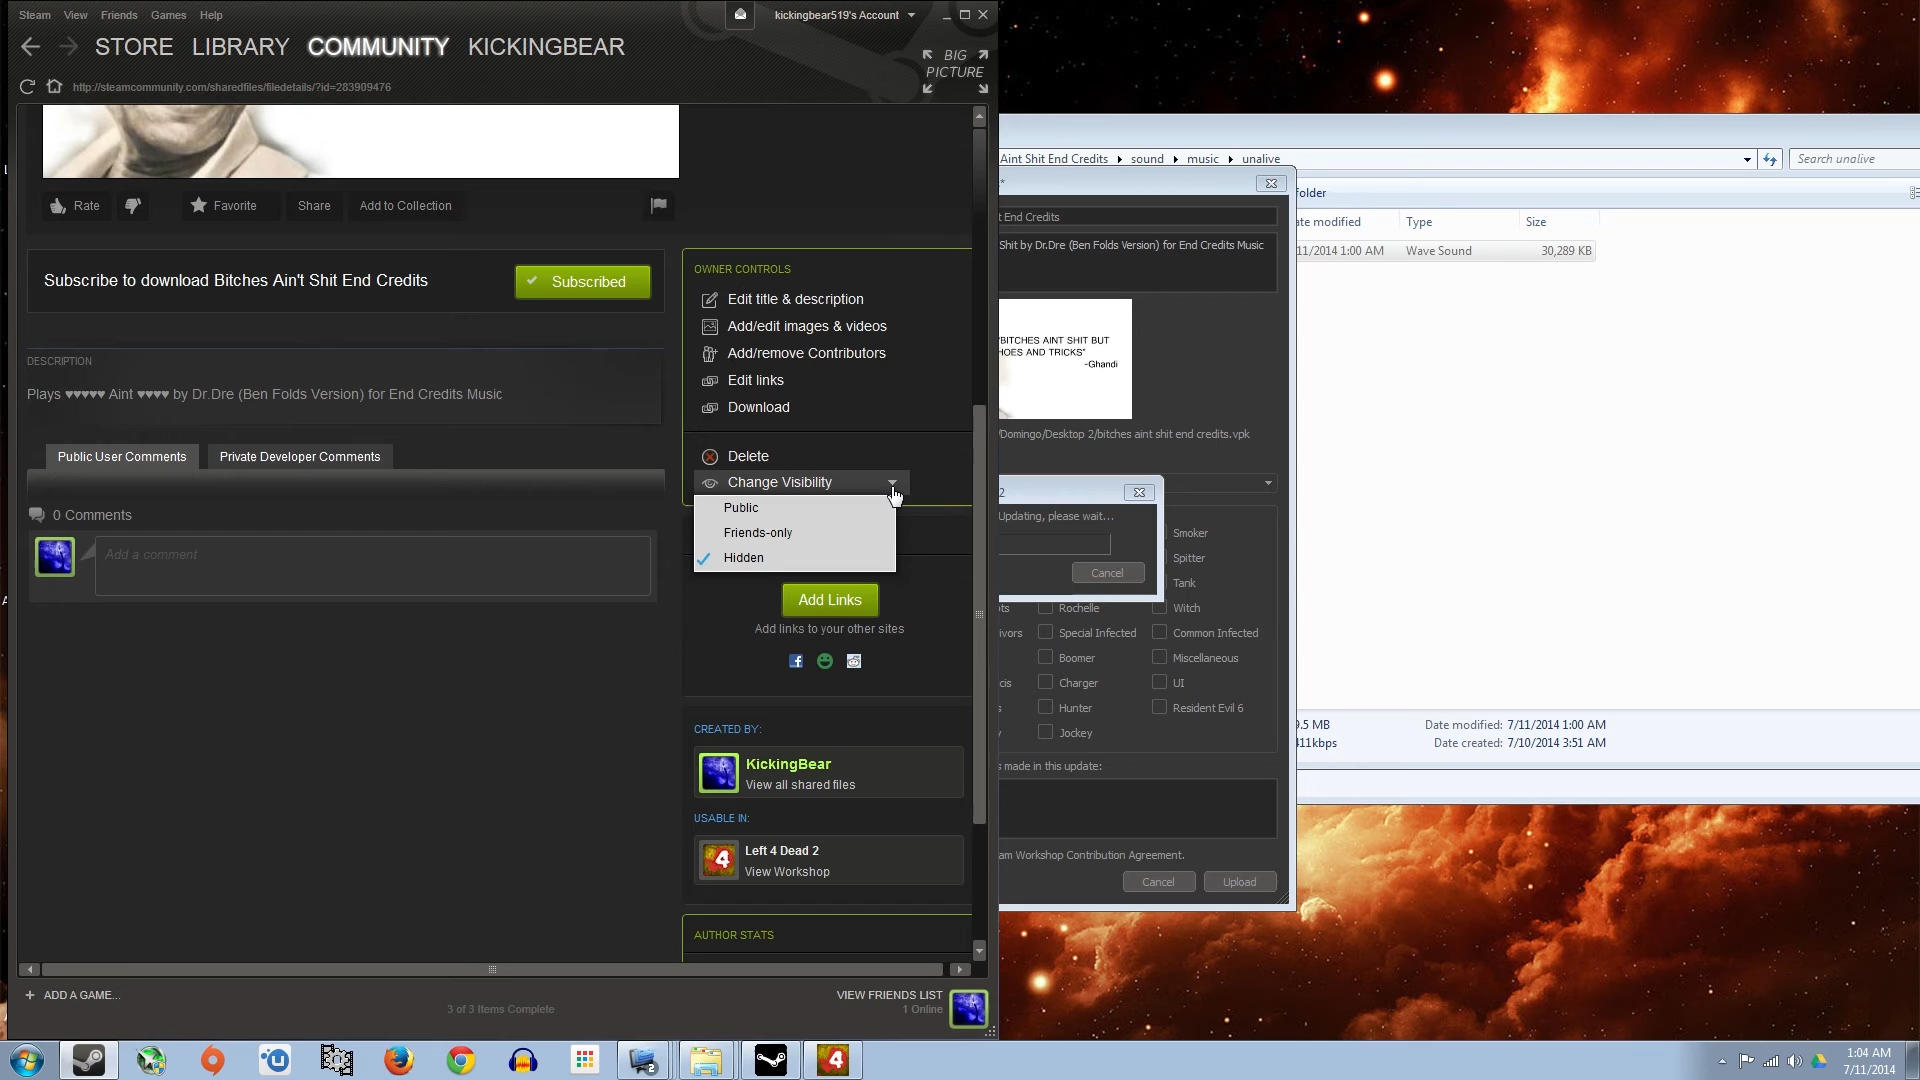 Steam View Friends Games Help
kickingbear519's Account
STORE LIBRARY COMMUNITY KICKINGBEAR
BIG
PICTURE
http://steamcommunity.com/sharedfiles/filedetails/?id=283909476
Rate
Favorite
Share
Add to Collection
Subscribe to download Bitches Ain't Shit End Credits
Subscribed
DESCRIPTION
Plays ♥♥♥♥♥ Aint ♥♥♥♥ by Dr.Dre (Ben Folds Version) for End Credits Music
Public User Comments
Private Developer Comments
0 Comments
Add a comment
OWNER CONTROLS
Edit title & description
Add/edit images & videos
Add/remove Contributors
Edit links
Download
Delete
Change Visibility
Public
Friends-only
Hidden
Add Links
Add links to your other sites
CREATED BY:
KickingBear
View all shared files
USABLE IN:
Left 4 Dead 2
View Workshop
AUTHOR STATS
+ ADD A GAME...
3 of 3 Items Complete
VIEW FRIENDS LIST
1 Online
Aint Shit End Credits ▸ sound ▸ music ▸ unalive
Search unalive
folder
ate modified Type Size
11/2014 1:00 AM Wave Sound 30,289 KB
t End Credits
Shit by Dr.Dre (Ben Folds Version) for End Credits Music
"BITCHES AINT SHIT BUT
HOES AND TRICKS"
-Ghandi
/Domingo/Desktop 2/bitches aint shit end credits.vpk
2
Updating, please wait...
Cancel
Smoker
Spitter
Tank
ots Rochelle Witch
ivors Special Infected Common Infected
Boomer Miscellaneous
cis Charger UI
s Hunter Resident Evil 6
y Jockey
s made in this update:
am Workshop Contribution Agreement.
Cancel Upload
9.5 MB Date modified: 7/11/2014 1:00 AM
411kbps Date created: 7/10/2014 3:51 AM
1:04 AM
7/11/2014